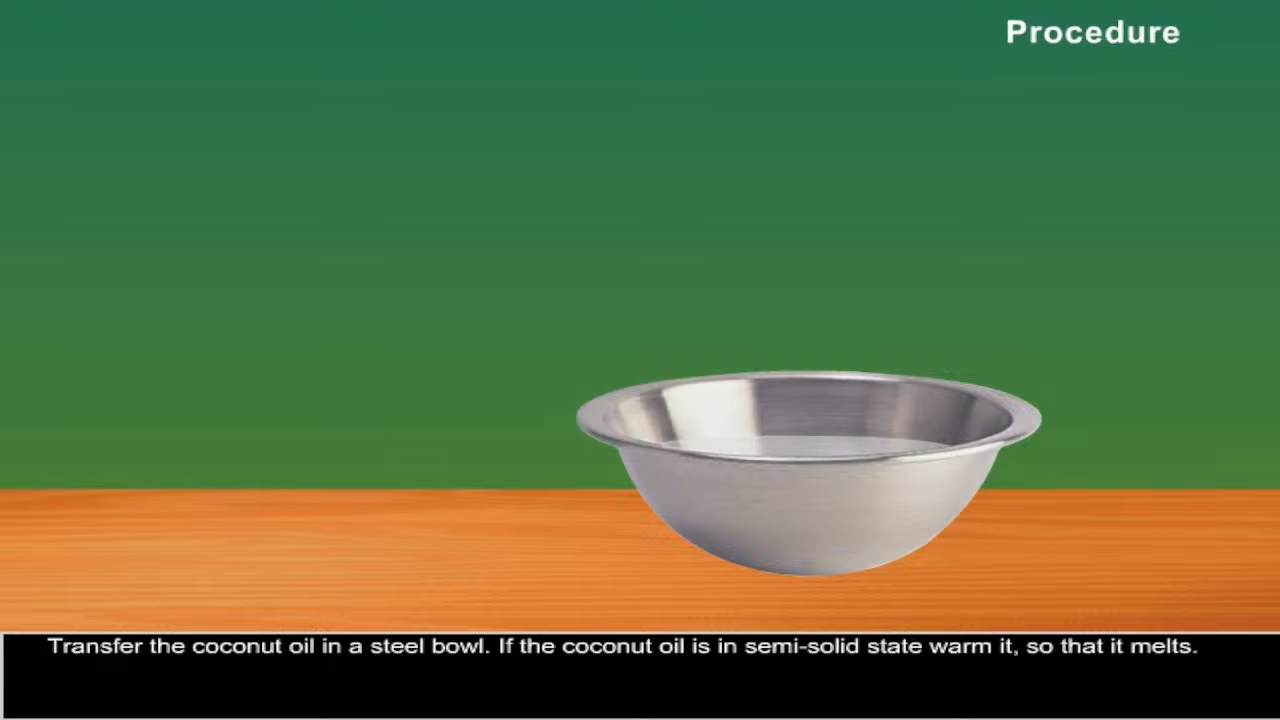 Procedure
Transfer the coconut oil in a steel bowl. If the coconut oil is in semi-solid state warm it, so that it melts.